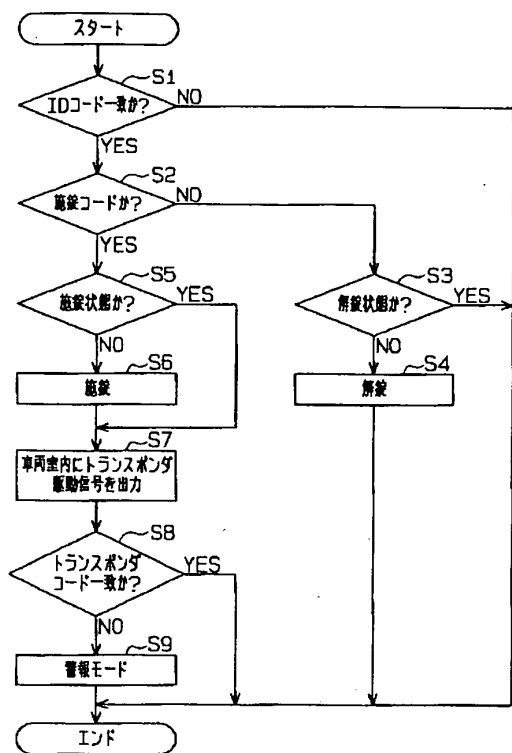 スタート
S1
IDコード一致か?
NO
YES
S2
施錠コードか?
NO
YES
S5
施錠状態か?
YES
NO
S3
解錠状態か?
YES
NO
S6
施錠
S4
解錠
S7
車両室内にトランスポンダ
駆動信号を出力
S8
トランスポンダ
コード一致か?
YES
NO
S9
警報モード
エンド